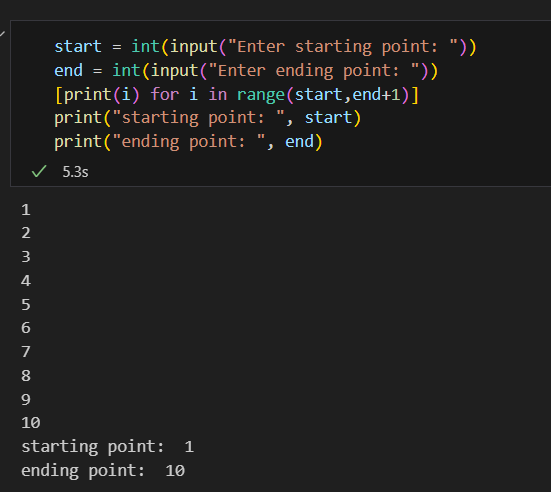 start = int(input("Enter starting point: "))
end = int(input("Enter ending point: "))
[print(i) for i in range(start,end+1)]
print("starting point: ", start)
print("ending point: ", end)
5.3s
1
2
3
4
5
6
7
8
9
10
starting point:  1
ending point:  10